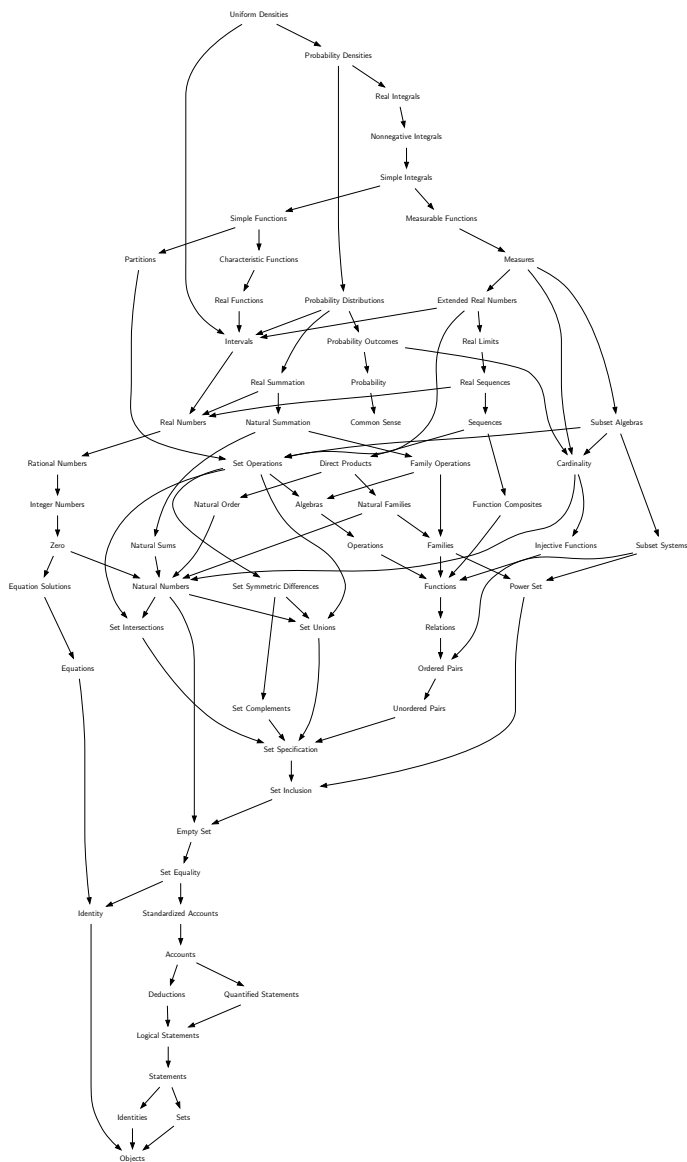 Uniform Densities
Probability Densities
Real Integrals
Nonnegative Integrals
Simple Integrals
Simple Functions
Measurable Functions
Partitions
Characteristic Functions
Measures
Real Functions
Probability Distributions
Extended Real Numbers
Intervals
Probability Outcomes
Real Limits
Real Summation
Probability
Real Sequences
Real Numbers
Natural Summation
Common Sense
Sequences
Subset Algebras
Rational Numbers
Set Operations
Direct Products
Family Operations
Cardinality
Integer Numbers
Natural Order
Algebras
Natural Families
Function Composites
Zero
Natural Sums
Operations
Families
Injective Functions
Subset Systems
Equation Solutions
Natural Numbers
Set Symmetric Differences
Functions
Power Set
Set Intersections
Set Unions
Relations
Equations
Ordered Pairs
Set Complements
Unordered Pairs
Set Specification
Set Inclusion
Empty Set
Set Equality
Identity
Standardized Accounts
Accounts
Deductions
Quantified Statements
Logical Statements
Statements
Identities
Sets
Objects